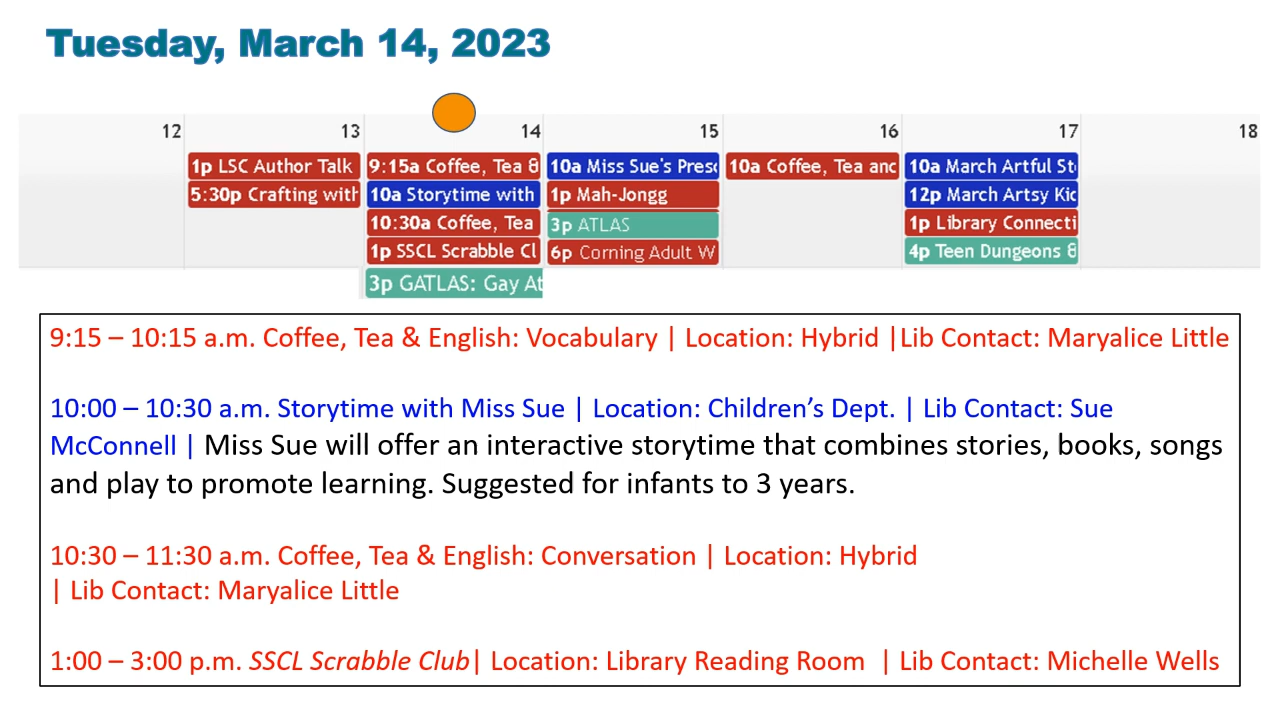 Tuesday, March 14, 2023
12 13 14 15 16 17 18
1p LSC Author Talk 9:15a Coffee, Tea & 10a Miss Sue's Preso 10a Coffee, Tea and 10a March Artful St
5:30p Crafting with 10a Storytime with 1p Mah-Jongg 12p March Artsy Kid
10:30a Coffee, Tea 3p ATLAS 1p Library Connecti
1p SSCL Scrabble Cl 6p Corning Adult W 4p Teen Dungeons &
3p GATLAS: Gay At
9:15 – 10:15 a.m. Coffee, Tea & English: Vocabulary | Location: Hybrid |Lib Contact: Maryalice Little
10:00 – 10:30 a.m. Storytime with Miss Sue | Location: Children’s Dept. | Lib Contact: Sue
McConnell | Miss Sue will offer an interactive storytime that combines stories, books, songs
and play to promote learning. Suggested for infants to 3 years.
10:30 – 11:30 a.m. Coffee, Tea & English: Conversation | Location: Hybrid
| Lib Contact: Maryalice Little
1:00 – 3:00 p.m. SSCL Scrabble Club| Location: Library Reading Room | Lib Contact: Michelle Wells